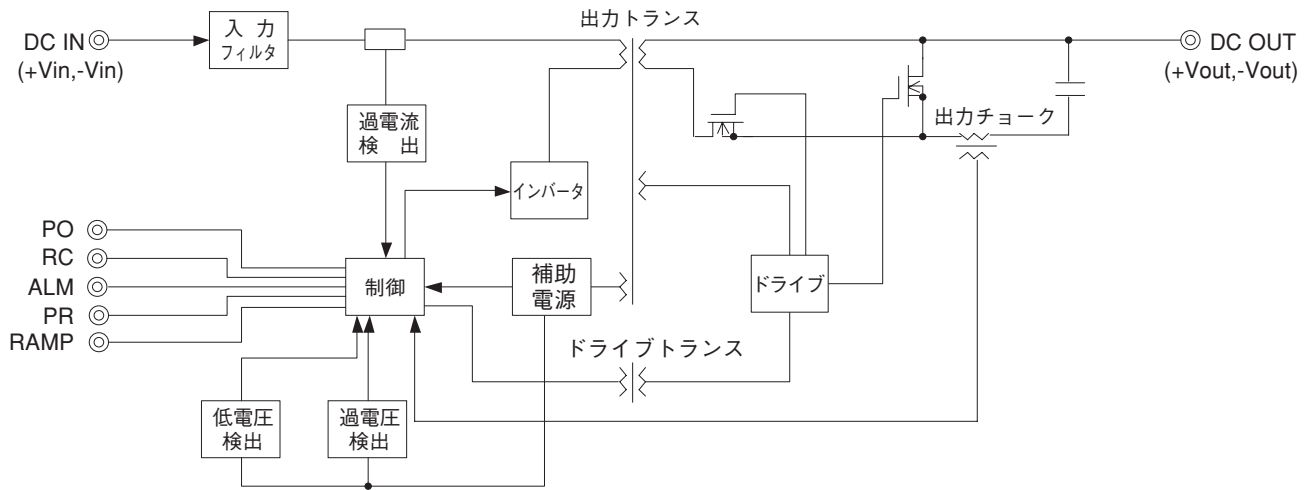 出力トランス
DC IN
(+Vin,-Vin)
入 力
フィルタ
DC OUT
(+Vout,-Vout)
過電流
検 出
出力チョーク
インバータ
PO
RC
ALM
PR
RAMP
制御
補助
電源
ドライブ
ドライブトランス
低電圧
検出
過電圧
検出